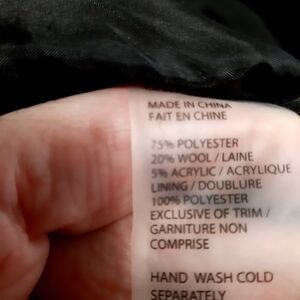 MADE IN CHINA
FAIT EN CHINE
75% POLYESTER
20% WOOL / LAINE
5% ACRYLIC / ACRYLIQUE
LINING / DOUBLURE
100% POLYESTER
EXCLUSIVE OF TRIM /
GARNITURE NON
COMPRISE
HAND WASH COLD
SEPARATELY